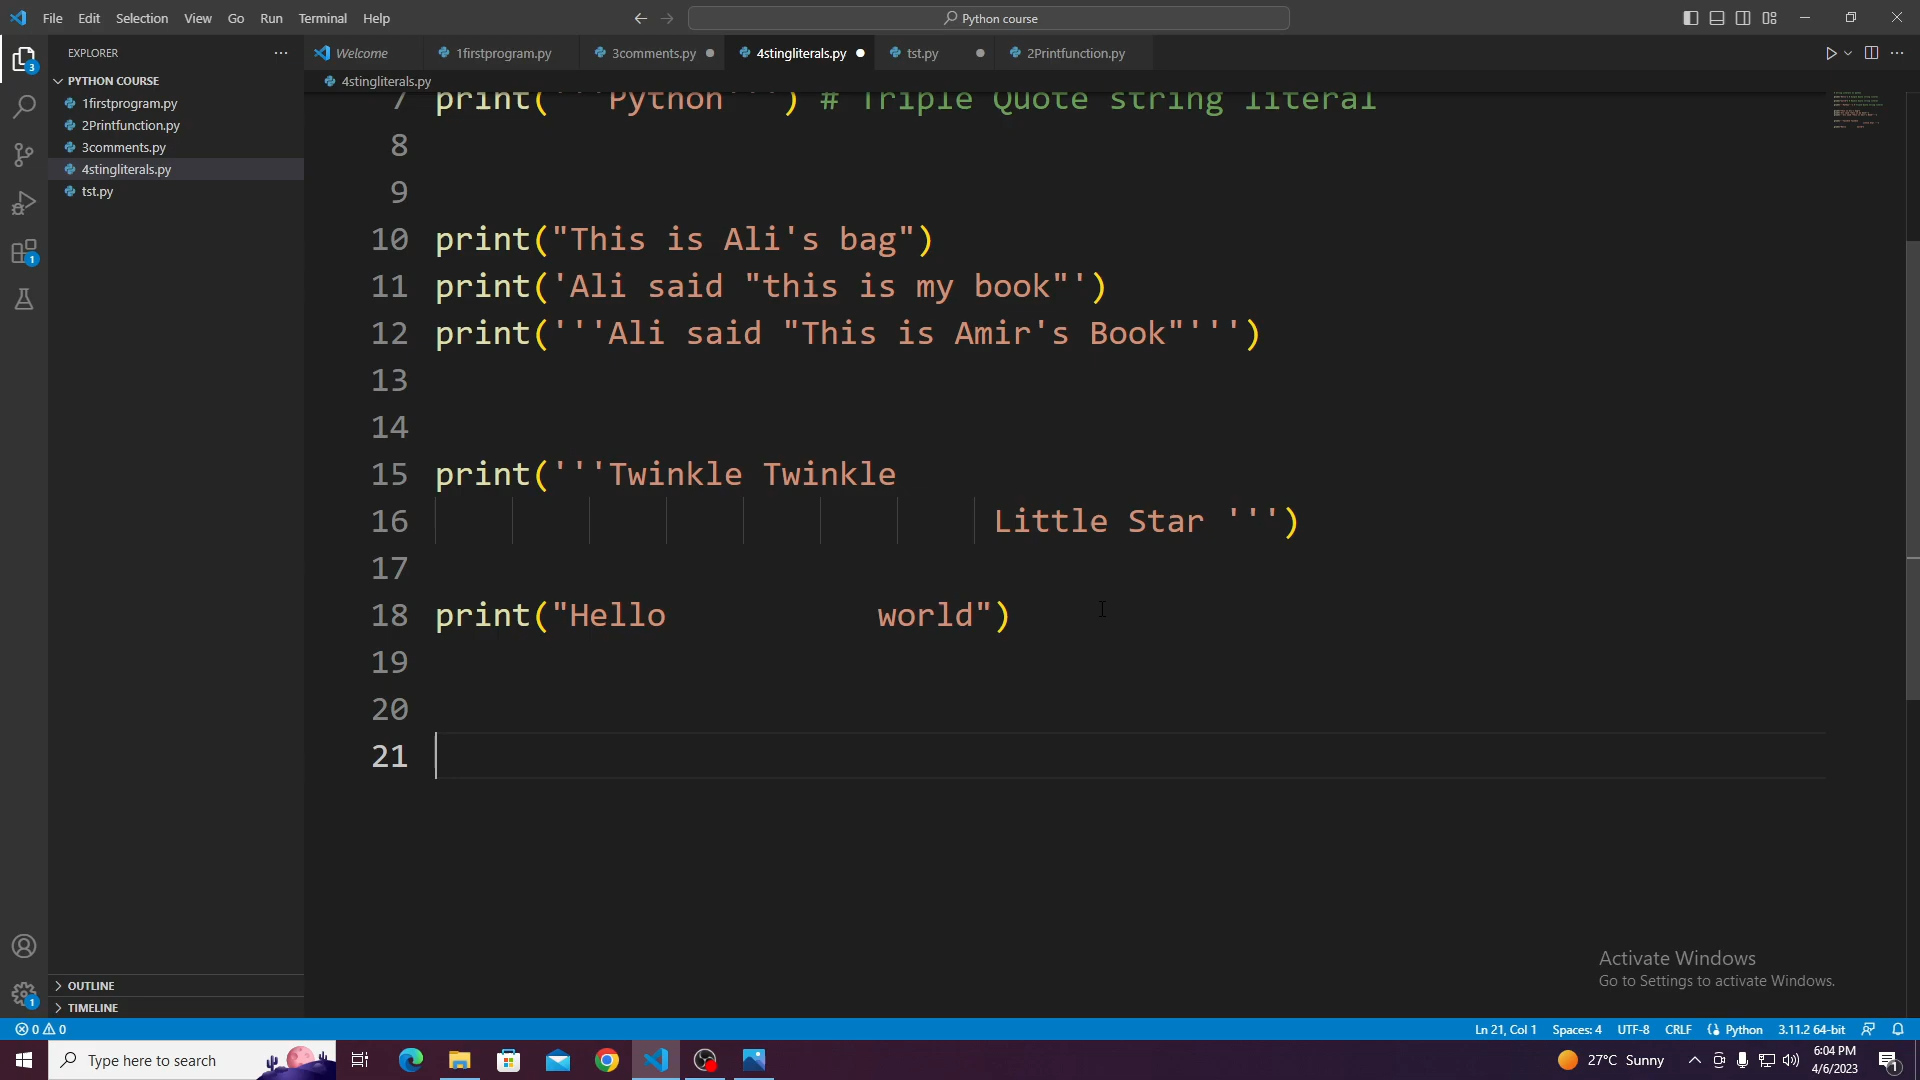 File Edit Selection View Go Run Terminal Help
Python course
EXPLORER
PYTHON COURSE
1firstprogram.py
2Printfunction.py
3comments.py
4stingliterals.py
tst.py
OUTLINE
TIMELINE
Welcome 1firstprogram.py 3comments.py 4stingliterals.py tst.py 2Printfunction.py
4stingliterals.py
7 print('''Python''') # Triple Quote string literal
8
9
10 print("This is Ali's bag")
11 print('Ali said "this is my book"')
12 print('''Ali said "This is Amir's Book"''')
13
14
15 print('''Twinkle Twinkle
16 Little Star ''')
17
18 print("Hello           world")
19
20
21
Activate Windows
Go to Settings to activate Windows.
3
1
1
0 0 Ln 21, Col 1 Spaces: 4 UTF-8 CRLF Python 3.11.2 64-bit
Type here to search
27°C Sunny
6:04 PM
4/6/2023
1